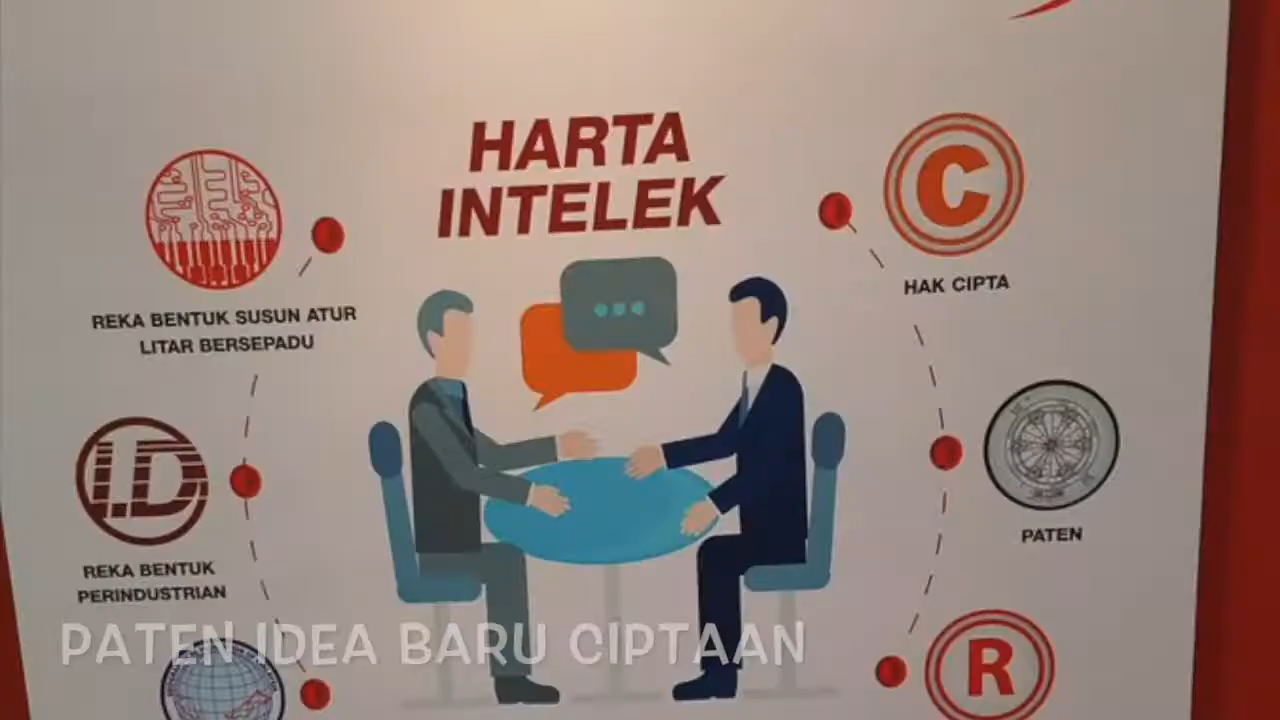 HARTA
INTELEK
C
HAK CIPTA
REKA BENTUK SUSUN ATUR
LITAR BERSEPADU
I.D
REKA BENTUK
PERINDUSTRIAN
PATEN
R
PATEN IDEA BARU CIPTAAN